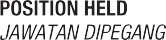 POSITION HELD
JAWATAN DIPEGANG